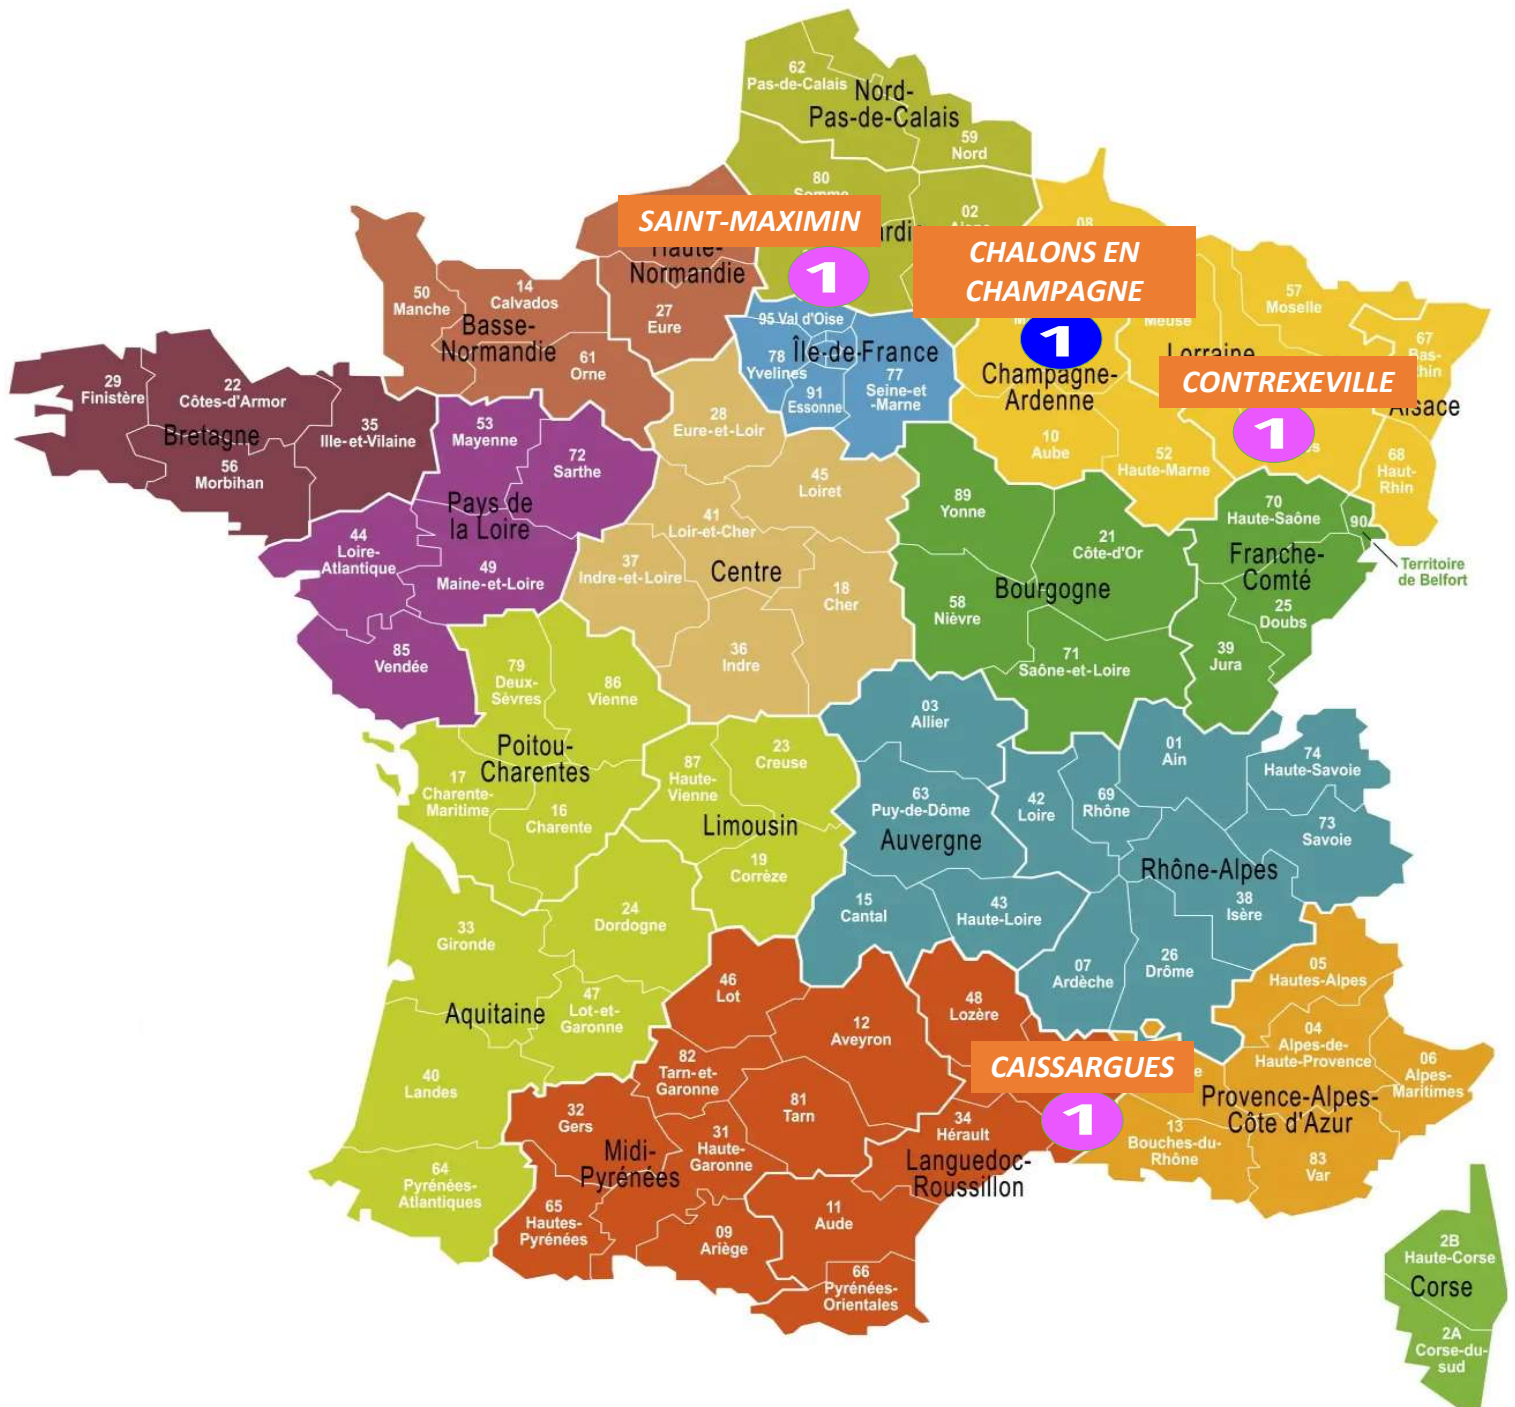 62
Pas-de-Calais
Nord-
Pas-de-Calais
59
Nord
80
Somme
02
08
SAINT-MAXIMIN
1
Haute-
Normandie
CHALONS EN
CHAMPAGNE
1
57
Moselle
50
Manche
14
Calvados
27
Eure
Basse-
Normandie
61
Orne
95 Val d'Oise
Île-de-France
78
Yvelines
91
Essonne
77
Seine-et
-Marne
Meuse
Lorraine
67
Champagne-
Ardenne
CONTREXEVILLE
1
Alsace
29
Finistère
22
Côtes-d'Armor
35
Ille-et-Vilaine
Bretagne
56
Morbihan
53
Mayenne
72
Sarthe
28
Eure-et-Loir
10
Aube
52
Haute-Marne
68
Haut-
Rhin
Pays de
la Loire
45
Loiret
89
Yonne
70
Haute-Saône
90
44
Loire-
Atlantique
49
Maine-et-Loire
41
Loir-et-Cher
37
Indre-et-Loire
Centre
18
Cher
21
Côte-d'Or
Franche-
Comté
Territoire
de Belfort
Bourgogne
58
Nièvre
25
Doubs
85
Vendée
79
Deux-
Sèvres
86
Vienne
36
Indre
71
Saône-et-Loire
39
Jura
03
Allier
Poitou-
Charentes
87
Haute-
Vienne
23
Creuse
01
Ain
74
Haute-Savoie
17
Charente-
Maritime
16
Charente
Limousin
63
Puy-de-Dôme
Auvergne
42
Loire
69
Rhône
73
Savoie
19
Corrèze
Rhône-Alpes
33
Gironde
24
Dordogne
15
Cantal
43
Haute-Loire
38
Isère
07
Ardèche
26
Drôme
05
Hautes-Alpes
46
Lot
48
Lozère
Aquitaine
47
Lot-et-
Garonne
12
Aveyron
04
Alpes-de-
Haute-Provence
06
Alpes-
Maritimes
CAISSARGUES
1
40
Landes
82
Tarn-et-
Garonne
81
Tarn
34
Hérault
Provence-Alpes-
Côte d'Azur
32
Gers
31
Haute-
Garonne
Midi-
Pyrénées
Languedoc-
Roussillon
13
Bouches-du-
Rhône
83
Var
64
Pyrénées-
Atlantiques
65
Hautes-
Pyrénées
09
Ariège
11
Aude
66
Pyrénées-
Orientales
2B
Haute-Corse
Corse
2A
Corse-du-
sud